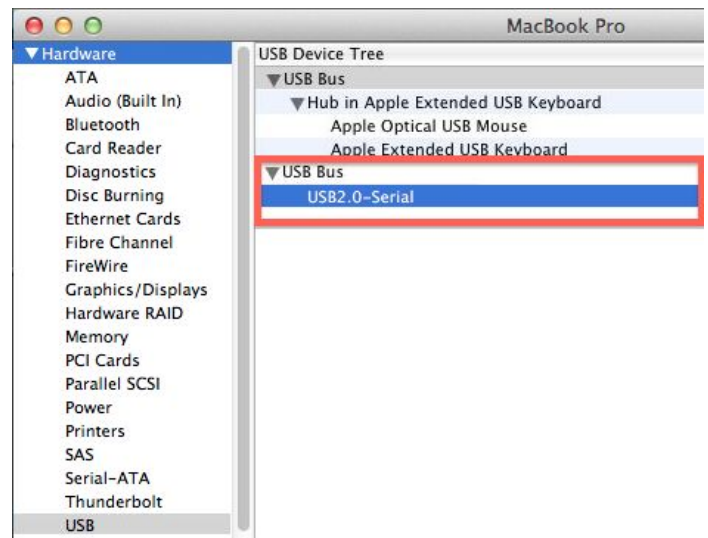 MacBook Pro
Hardware
ATA
Audio (Built In)
Bluetooth
Card Reader
Diagnostics
Disc Burning
Ethernet Cards
Fibre Channel
FireWire
Graphics/Displays
Hardware RAID
Memory
PCI Cards
Parallel SCSI
Power
Printers
SAS
Serial-ATA
Thunderbolt
USB
USB Device Tree
USB Bus
Hub in Apple Extended USB Keyboard
Apple Optical USB Mouse
Apple Extended USB Keyboard
USB Bus
USB2.0-Serial